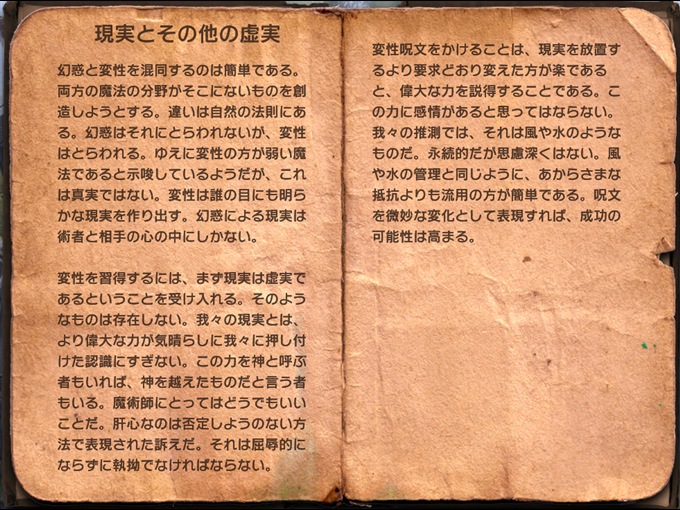 現実とその他の虚実
幻惑と変性を混同するのは簡単である。
両方の魔法の分野がそこにないものを創
造しようとする。違いは自然の法則にあ
る。幻惑はそれにとらわれないが、変性
はとらわれる。ゆえに変性の方が弱い魔
法であると示唆しているようだが、これ
は真実ではない。変性は誰の目にも明ら
かな現実を作り出す。幻惑による現実は
術者と相手の心の中にしかない。
変性を習得するには、まず現実は虚実で
あるということを受け入れる。そのよう
なものは存在しない。我々の現実とは、
より偉大な力が気晴らしに我々に押し付
けた認識にすぎない。この力を神と呼ぶ
者もいれば、神を越えたものだと言う者
もいる。魔術師にとってはどうでもいい
ことだ。肝心なのは否定しようのない方
法で表現された訴えだ。それは屈辱的に
ならずに執拗でなければならない。
変性呪文をかけることは、現実を放置す
るより要求どおり変えた方が楽である
と、偉大な力を説得することである。こ
の力に感情があると思ってはならない。
我々の推測では、それは風や水のような
ものだ。永続的だが思慮深くはない。風
や水の管理と同じように、あからさまな
抵抗よりも流用の方が簡単である。呪文
を微妙な変化として表現すれば、成功の
可能性は高まる。